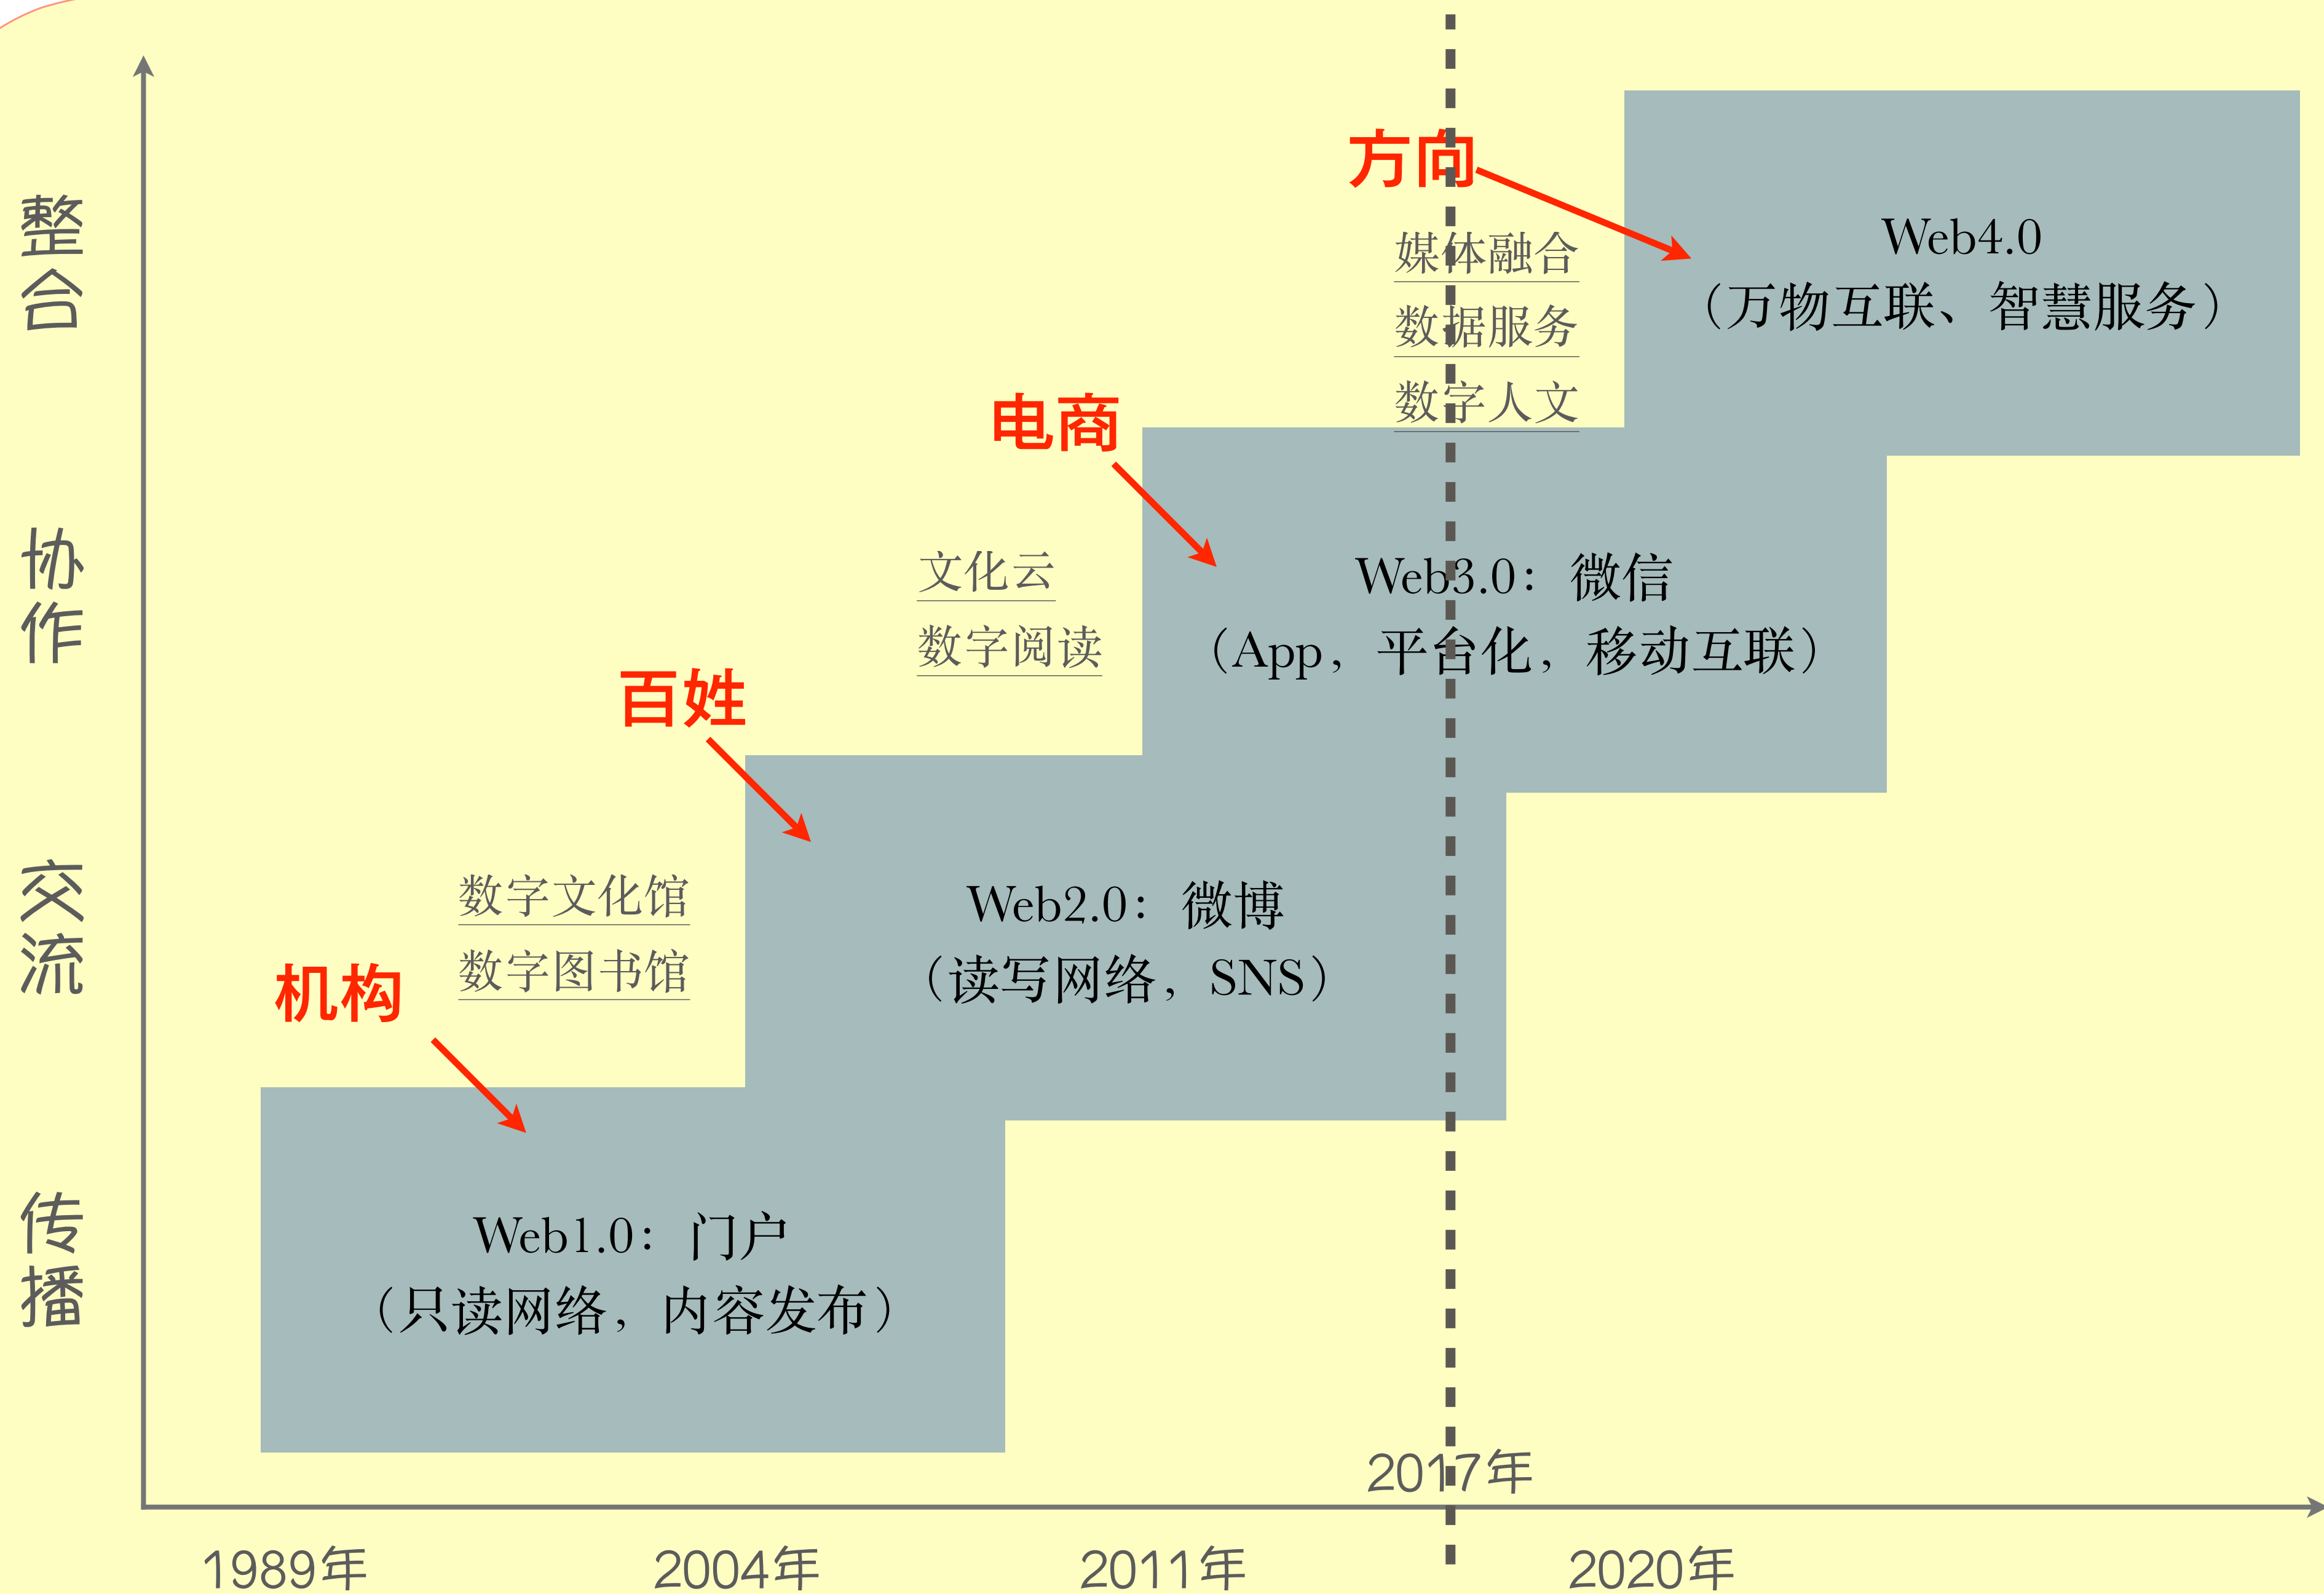 方向
整合
Web4.0
（万物互联、智慧服务）
媒体融合
数据服务
数字人文
电商
协作
文化云
数字阅读
Web3.0：微信
（App，平台化，移动互联）
百姓
交流
数字文化馆
数字图书馆
Web2.0：微博
（读写网络，SNS）
机构
传播
Web1.0：门户
（只读网络，内容发布）
2017年
1989年
2004年
2011年
2020年